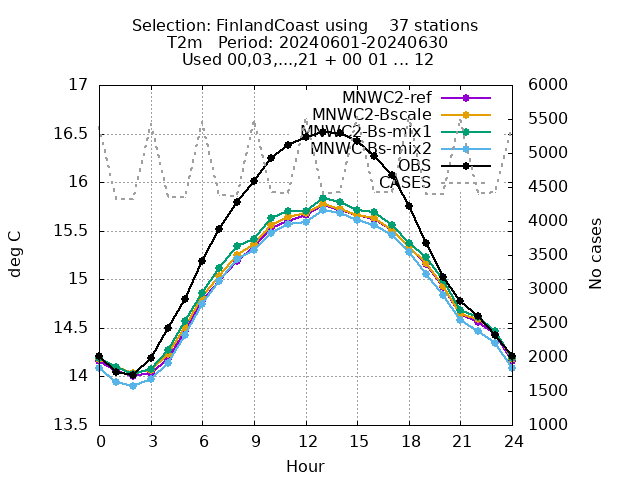 Selection: FinlandCoast using    37 stations
T2m   Period: 20240601-20240630
Used 00,03,...,21 + 00 01 ... 12
17
16.5
16
15.5
15
14.5
14
13.5
deg C
6000
5500
5000
4500
4000
3500
3000
2500
2000
1500
1000
No cases
MNWC2-ref
MNWC2-Bscale
MNWC2-Bs-mix1
MNWC-Bs-mix2
OBS
CASES
0 3 6 9 12 15 18 21 24
Hour